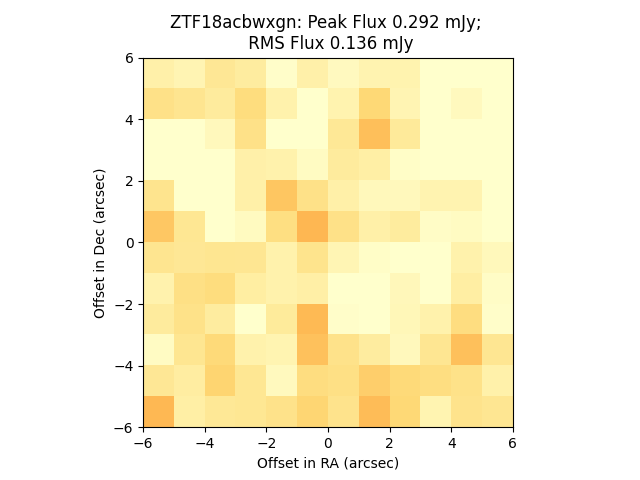 ZTF18acbwxgn: Peak Flux 0.292 mJy;
RMS Flux 0.136 mJy
6
4
2
0
−2
−4
−6
Offset in Dec (arcsec)
−6 −4 −2 0 2 4 6
Offset in RA (arcsec)